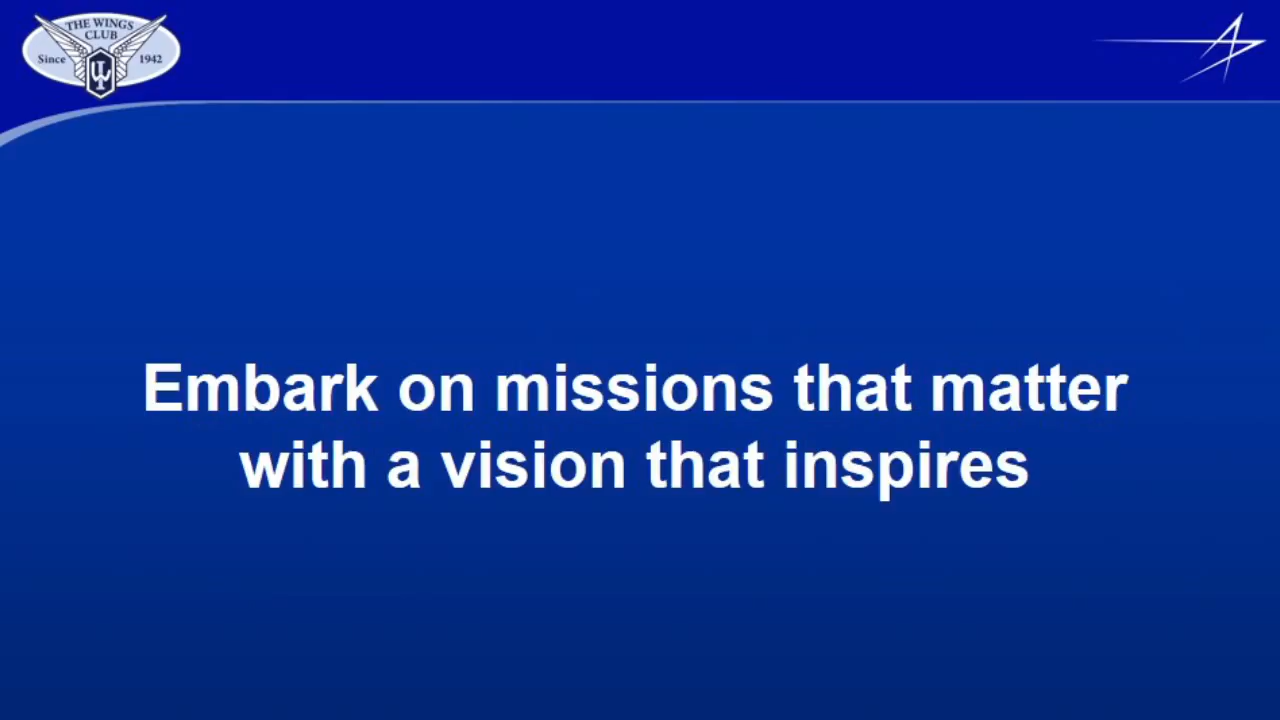 THE WINGS
CLUB
Since 1942
Embark on missions that matter
with a vision that inspires